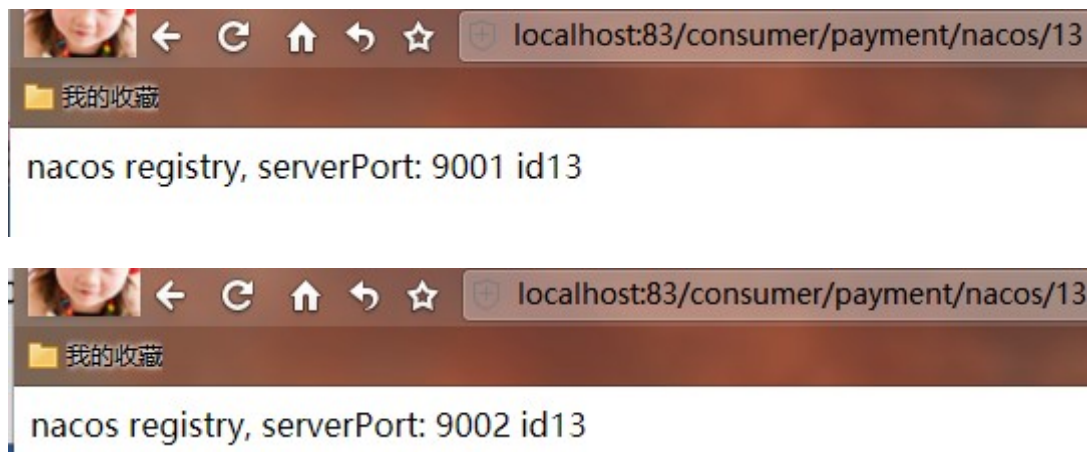 localhost:83/consumer/payment/nacos/13
我的收藏
nacos registry, serverPort: 9001 id13
localhost:83/consumer/payment/nacos/13
我的收藏
nacos registry, serverPort: 9002 id13